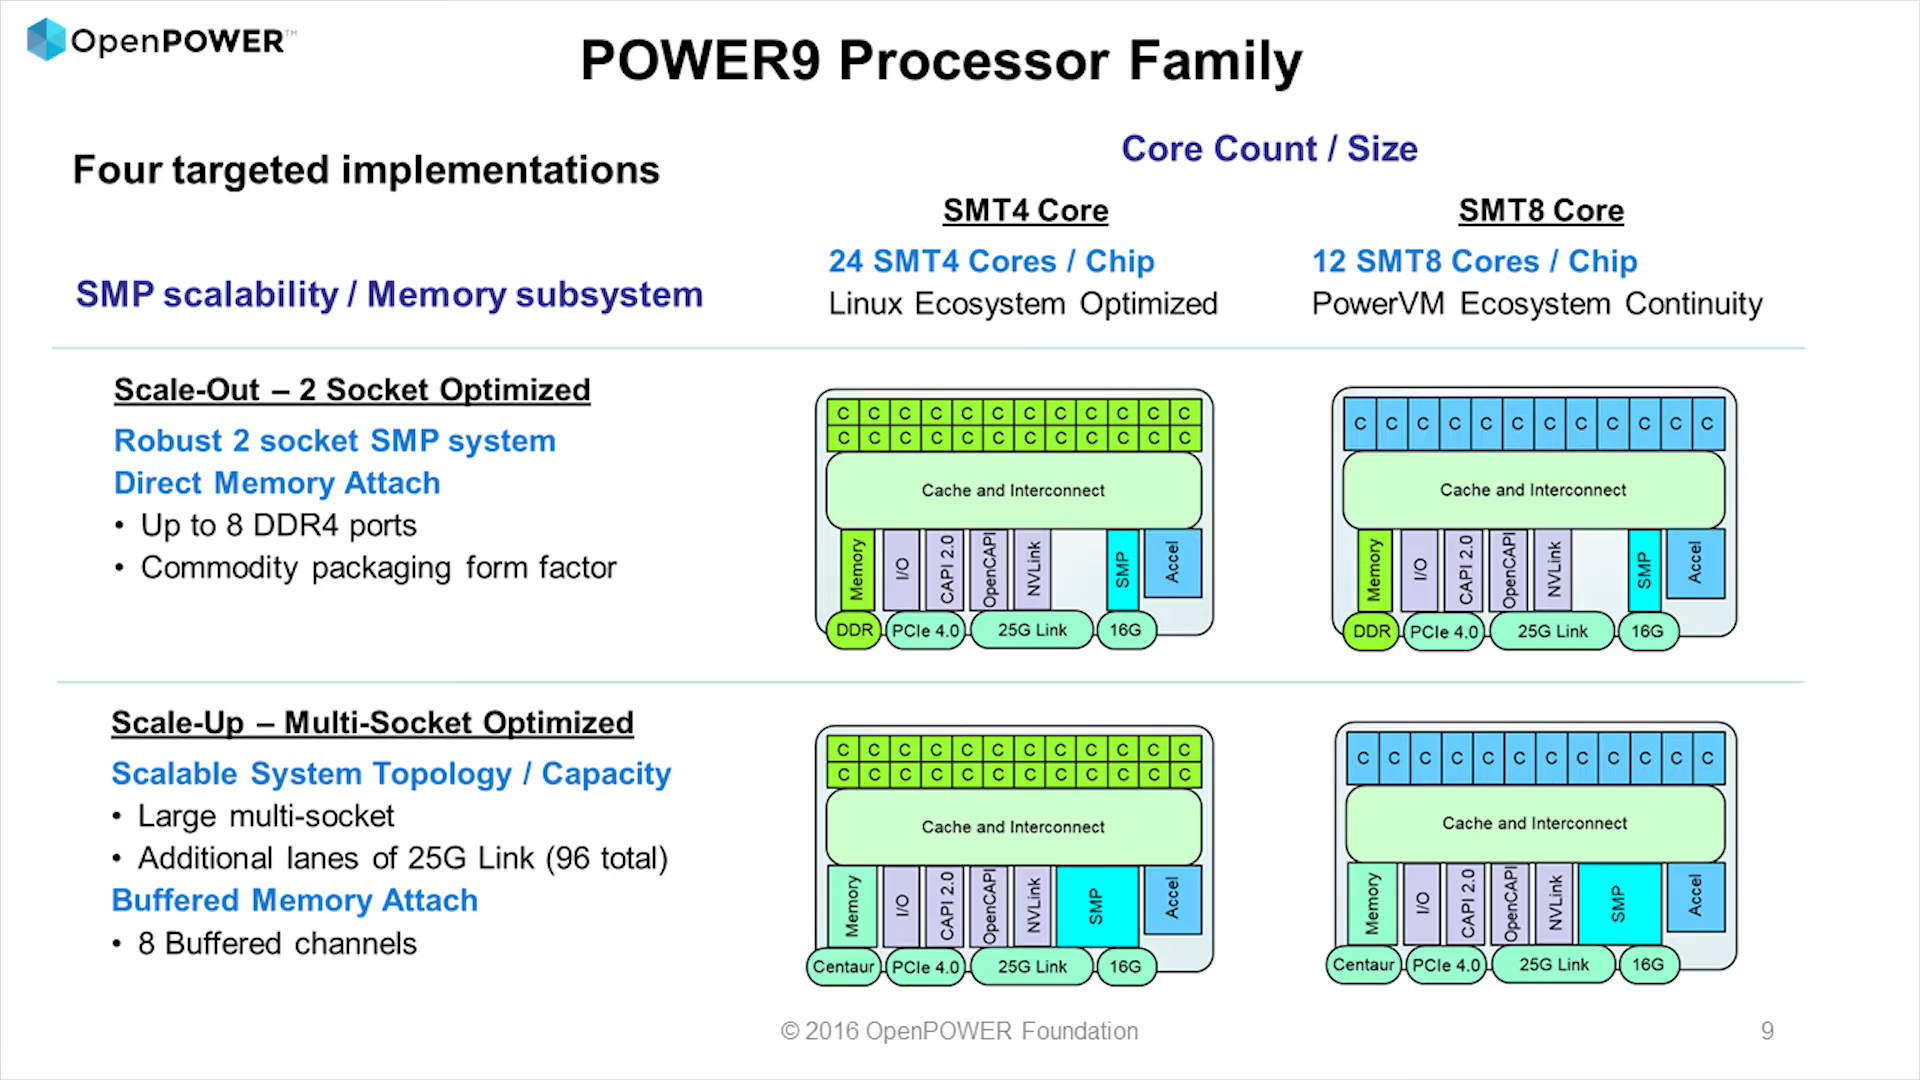 OpenPOWER™
POWER9 Processor Family
Four targeted implementations
Core Count / Size
SMT4 Core
SMT8 Core
24 SMT4 Cores / Chip
12 SMT8 Cores / Chip
SMP scalability / Memory subsystem
Linux Ecosystem Optimized
PowerVM Ecosystem Continuity
Scale-Out – 2 Socket Optimized
Robust 2 socket SMP system
Direct Memory Attach
• Up to 8 DDR4 ports
• Commodity packaging form factor
C C C C C C C C C C C C
C C C C C C C C C C C C
Cache and Interconnect
Memory I/O CAPI 2.0 OpenCAPI NVLink SMP Accel
DDR PCIe 4.0 25G Link 16G
C C C C C C C C C C C C
Cache and Interconnect
Memory I/O CAPI 2.0 OpenCAPI NVLink SMP Accel
DDR PCIe 4.0 25G Link 16G
Scale-Up – Multi-Socket Optimized
Scalable System Topology / Capacity
• Large multi-socket
• Additional lanes of 25G Link (96 total)
Buffered Memory Attach
• 8 Buffered channels
C C C C C C C C C C C C
C C C C C C C C C C C C
Cache and Interconnect
Memory I/O CAPI 2.0 OpenCAPI NVLink SMP Accel
Centaur PCIe 4.0 25G Link 16G
C C C C C C C C C C C C
Cache and Interconnect
Memory I/O CAPI 2.0 OpenCAPI NVLink SMP Accel
Centaur PCIe 4.0 25G Link 16G
© 2016 OpenPOWER Foundation
9